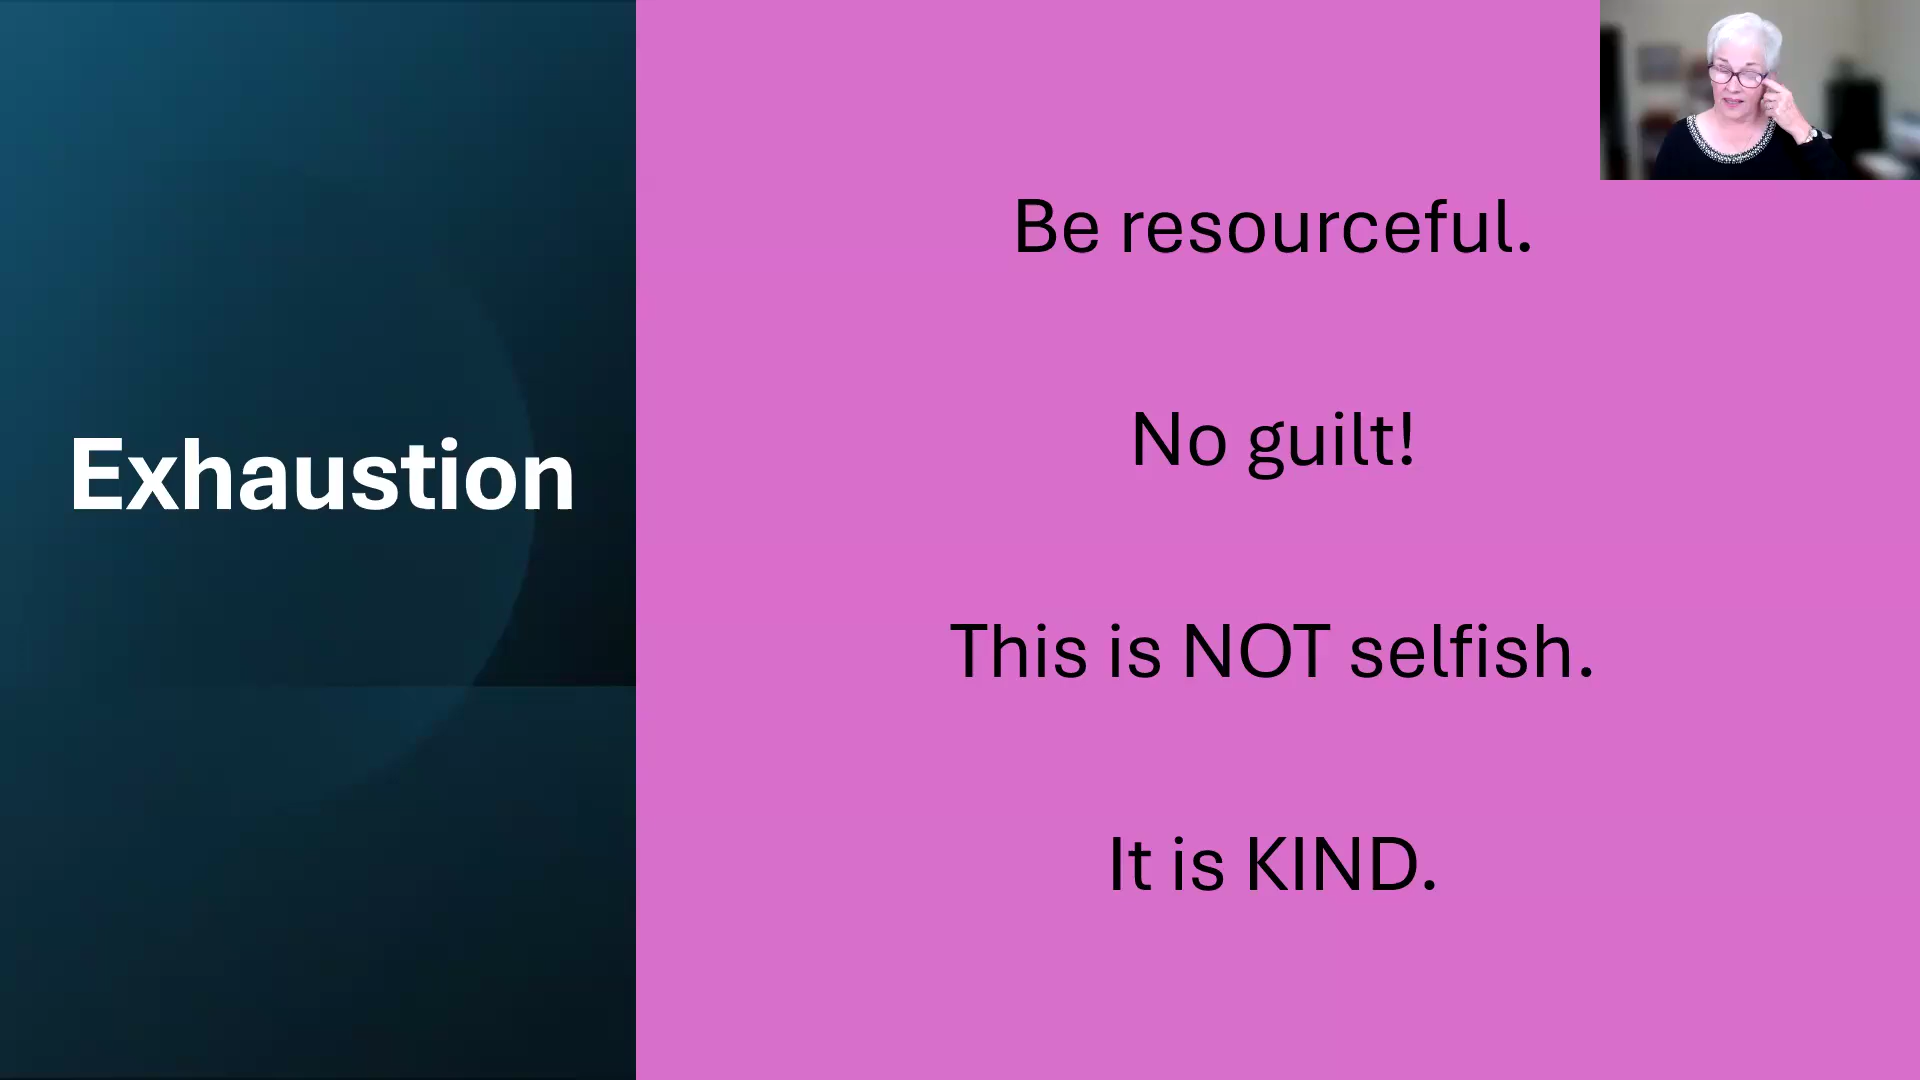 Exhaustion
Be resourceful.
No guilt!
This is NOT selfish.
It is KIND.